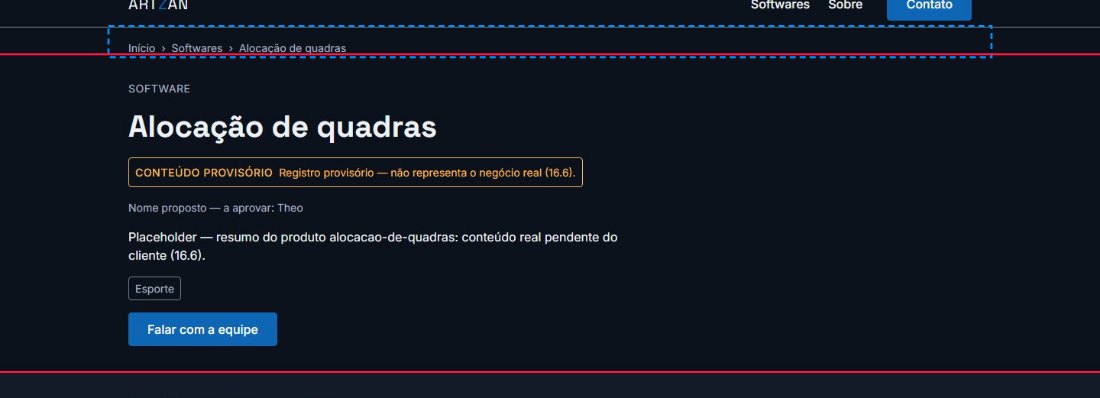 ARTZAN
Softwares Sobre Contato
Início › Softwares › Alocação de quadras
SOFTWARE
Alocação de quadras
CONTEÚDO PROVISÓRIO Registro provisório — não representa o negócio real (16.6).
Nome proposto — a aprovar: Theo
Placeholder — resumo do produto alocacao-de-quadras: conteúdo real pendente do
cliente (16.6).
Esporte
Falar com a equipe